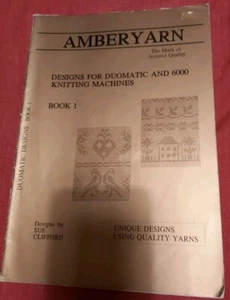 AMBERYARN
The Mark of
Assured Quality
DESIGNS FOR DUOMATIC AND 6000
KNITTING MACHINES
BOOK 1
DUOMATIC DESIGNS BOOK 1
Designs by
SUE
CLIFFORD
UNIQUE DESIGNS
USING QUALITY YARNS